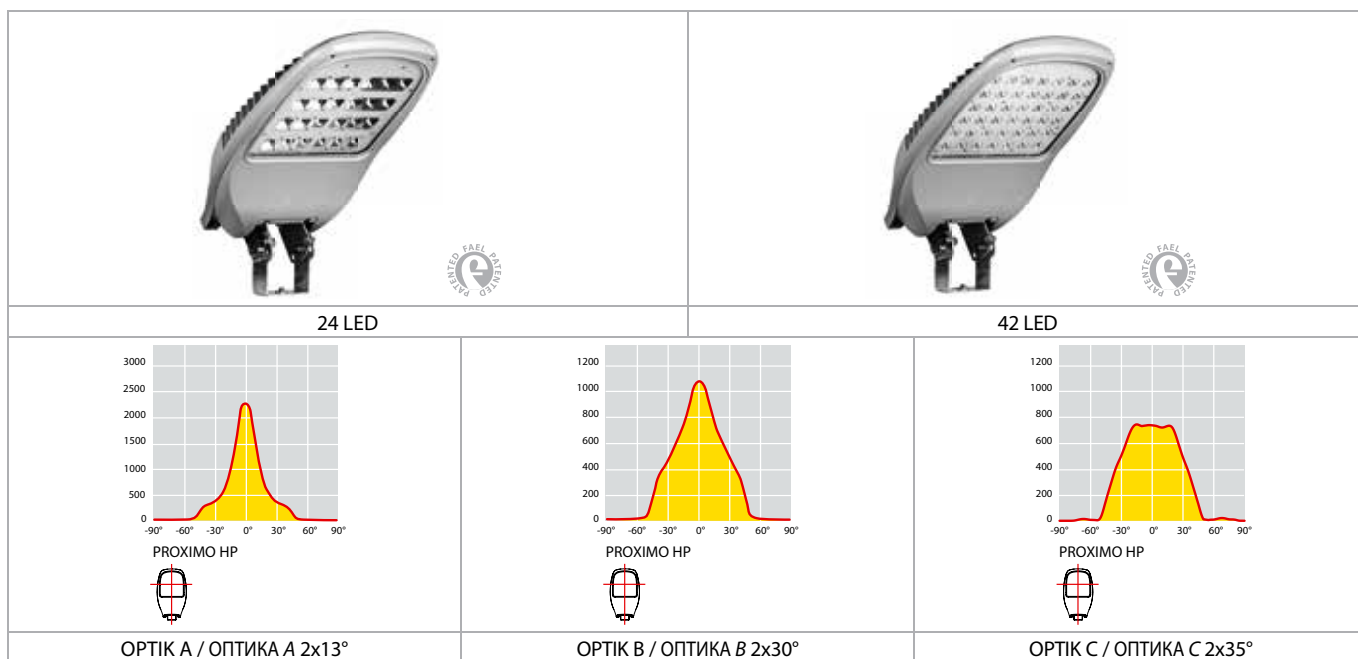 FAEL PATENTED PATENTED
FAEL PATENTED PATENTED
24 LED
42 LED
3000
2500
2000
1500
1000
500
0
-90° -60° -30° 0° 30° 60° 90°
PROXIMO HP
1200
1000
800
600
400
200
0
-90° -60° -30° 0° 30° 60° 90°
PROXIMO HP
1200
1000
800
600
400
200
0
-90° -60° -30° 0° 30° 60° 90°
PROXIMO HP
OPTIK A / ОПТИКА A 2x13°
OPTIK B / ОПТИКА B 2x30°
OPTIK C / ОПТИКА C 2x35°